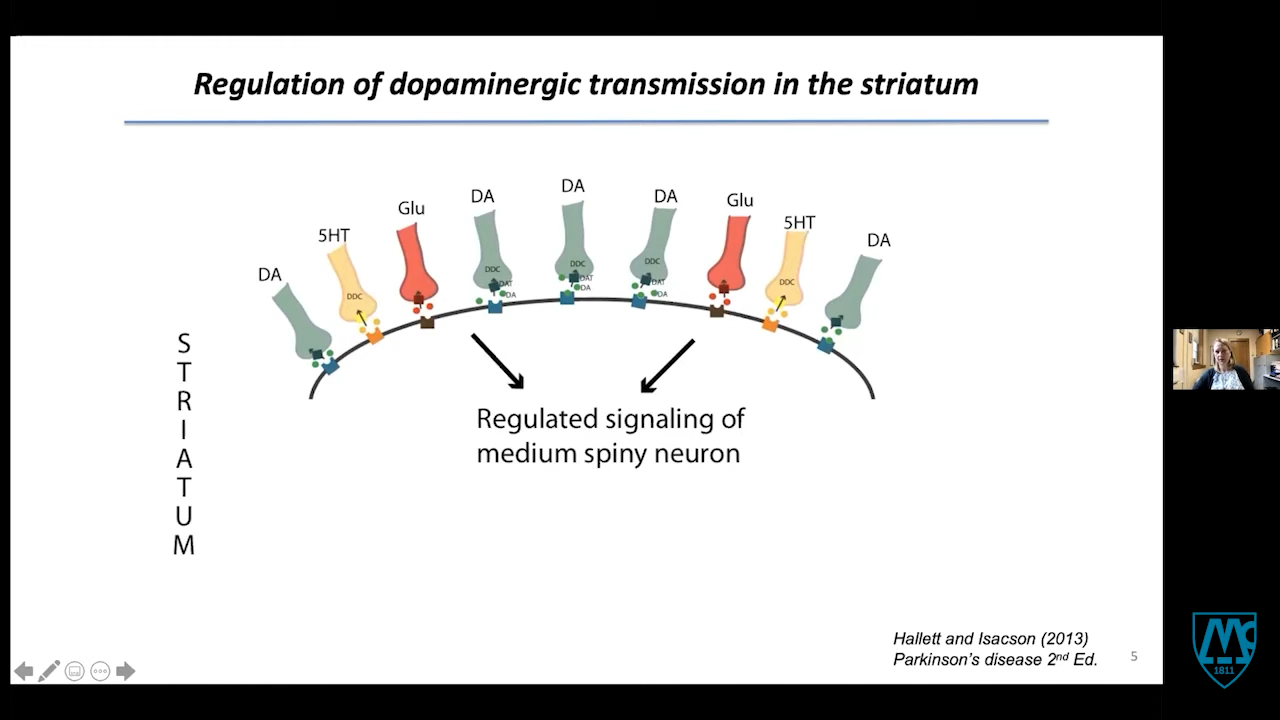 Regulation of dopaminergic transmission in the striatum
DA
5HT
Glu
DA
DA
DA
Glu
5HT
DA
DDC
DDC
DDC
DDC
DDC
DAT
DAT
DAT
DA
DA
DA
STRIATUM
Regulated signaling of
medium spiny neuron
Hallett and Isacson (2013)
Parkinson's disease 2nd Ed.
5
1811